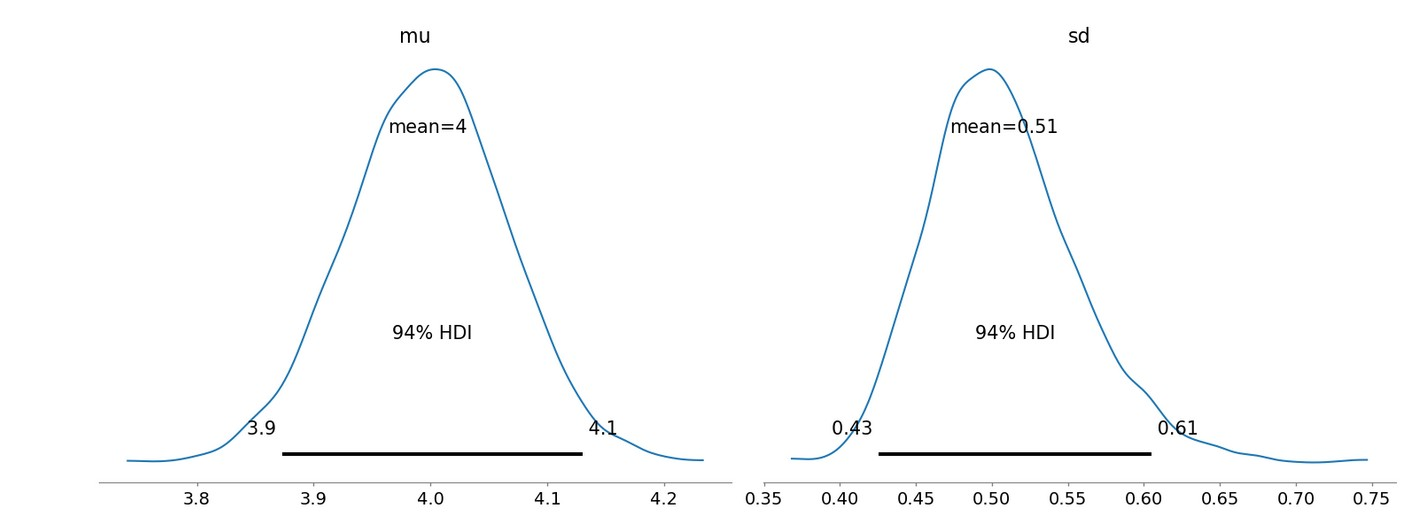 mu
mean=4
94% HDI
3.9
4.1
3.8 3.9 4.0 4.1 4.2
sd
mean=0.51
94% HDI
0.43
0.61
0.35 0.40 0.45 0.50 0.55 0.60 0.65 0.70 0.75